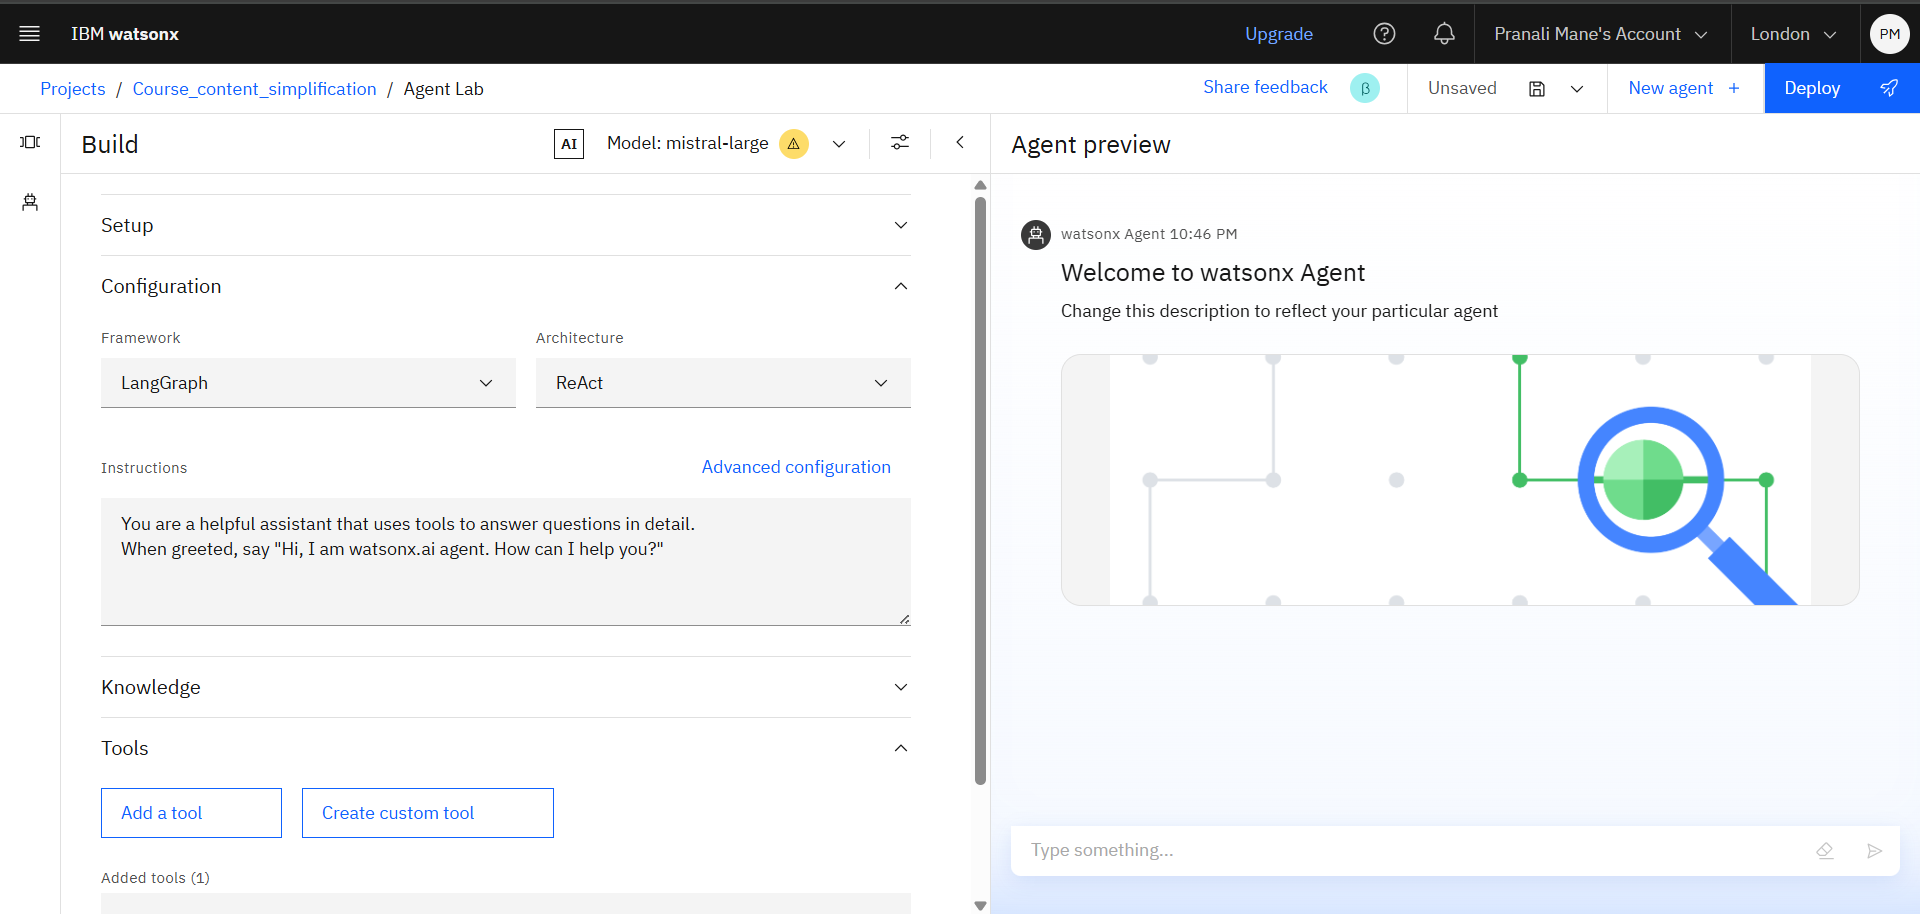 IBM watsonx
Upgrade
Pranali Mane's Account
London
PM
Projects / Course_content_simplification / Agent Lab
Share feedback
β
Unsaved
New agent +
Deploy
Build
AI
Model: mistral-large
Agent preview
Setup
Configuration
Framework
Architecture
LangGraph
ReAct
Instructions
Advanced configuration
You are a helpful assistant that uses tools to answer questions in detail.
When greeted, say "Hi, I am watsonx.ai agent. How can I help you?"
Knowledge
Tools
Add a tool
Create custom tool
Added tools (1)
watsonx Agent 10:46 PM
Welcome to watsonx Agent
Change this description to reflect your particular agent
Type something...